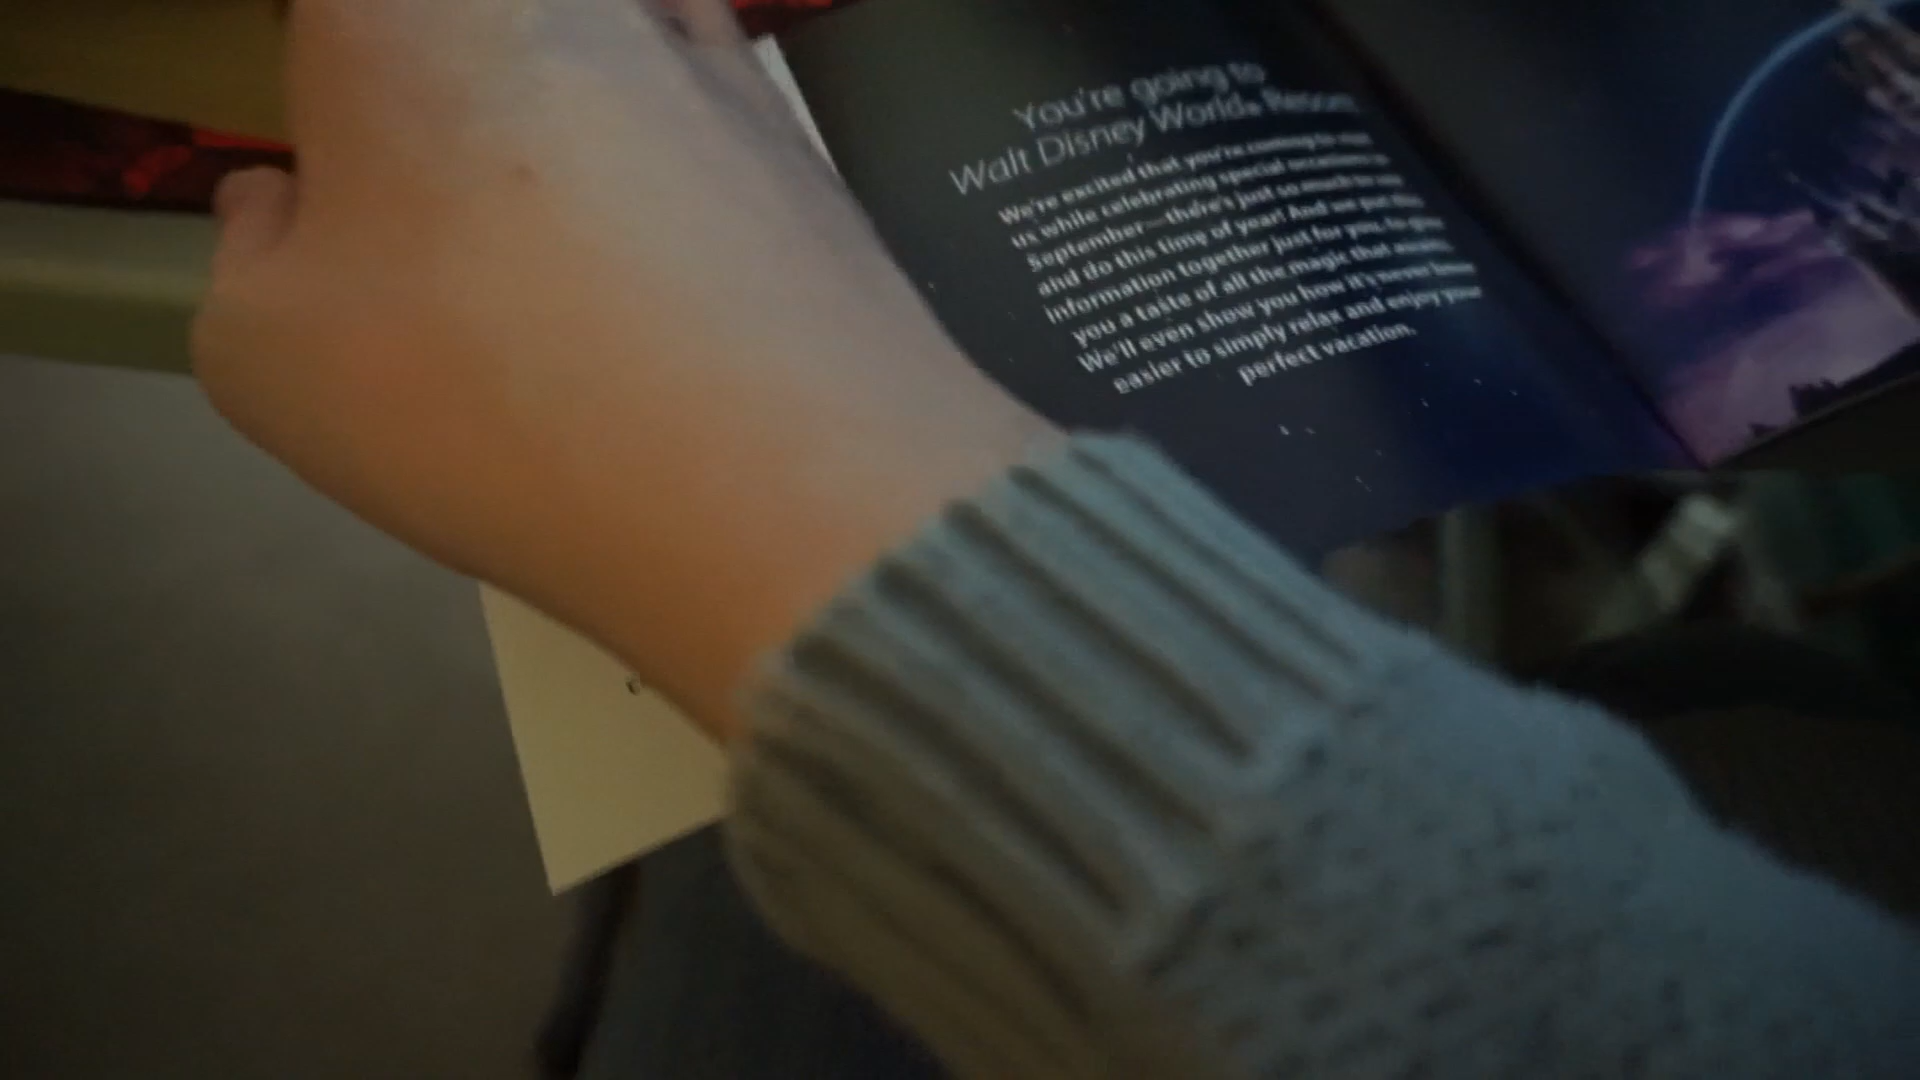 You're going to
Walt Disney World® Resort
We're excited that you're coming to visit
us while celebrating special occasions in
September—there's just so much to see
and do this time of year! And we put this
information together just for you, to give
you a taste of all the magic that awaits.
We'll even show you how it's never been
easier to simply relax and enjoy your
perfect vacation.